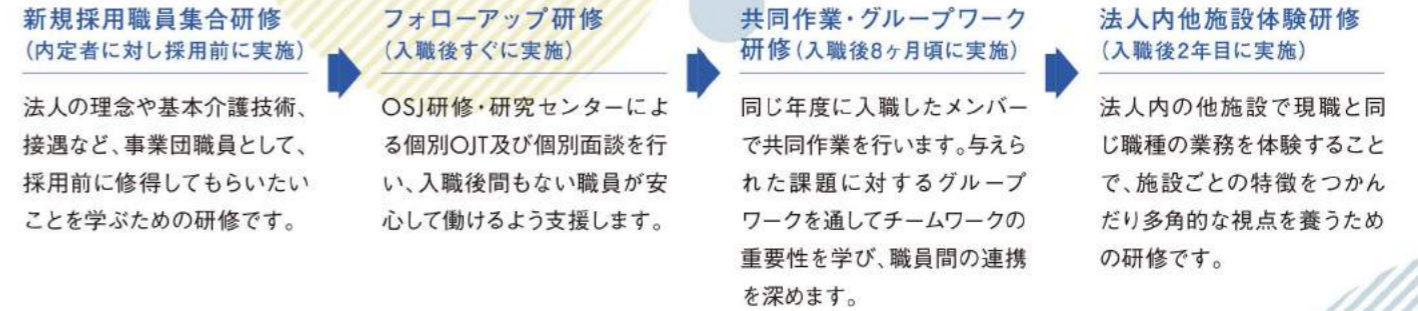 新規採用職員集合研修
(内定者に対し採用前に実施)
法人の理念や基本介護技術、
接遇など、事業団職員として、
採用前に修得してもらいたい
ことを学ぶための研修です。
フォローアップ研修
(入職後すぐに実施)
OSJ研修・研究センターによ
る個別OJT及び個別面談を行
い、入職後間もない職員が安
心して働けるよう支援します。
共同作業・グループワーク
研修(入職後8ヶ月頃に実施)
同じ年度に入職したメンバー
で共同作業を行います。与えら
れた課題に対するグループ
ワークを通してチームワークの
重要性を学び、職員間の連携
を深めます。
法人内他施設体験研修
(入職後2年目に実施)
法人内の他施設で現職と同
じ職種の業務を体験すること
で、施設ごとの特徴をつかん
だり多角的な視点を養うため
の研修です。